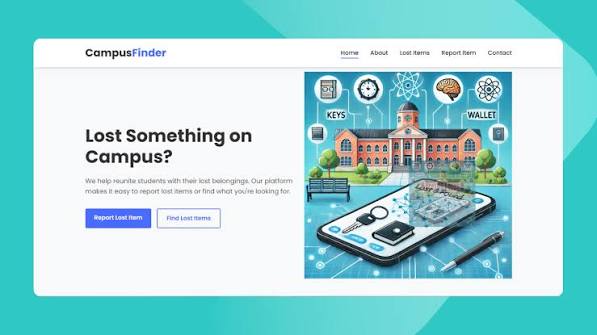 CampusFinder
Home About Lost Items Report Item Contact
Lost Something on
Campus?
We help reunite students with their lost belongings. Our platform
makes it easy to report lost items or find what you're looking for.
Report Lost Item Find Lost Items
KEYS WALLET